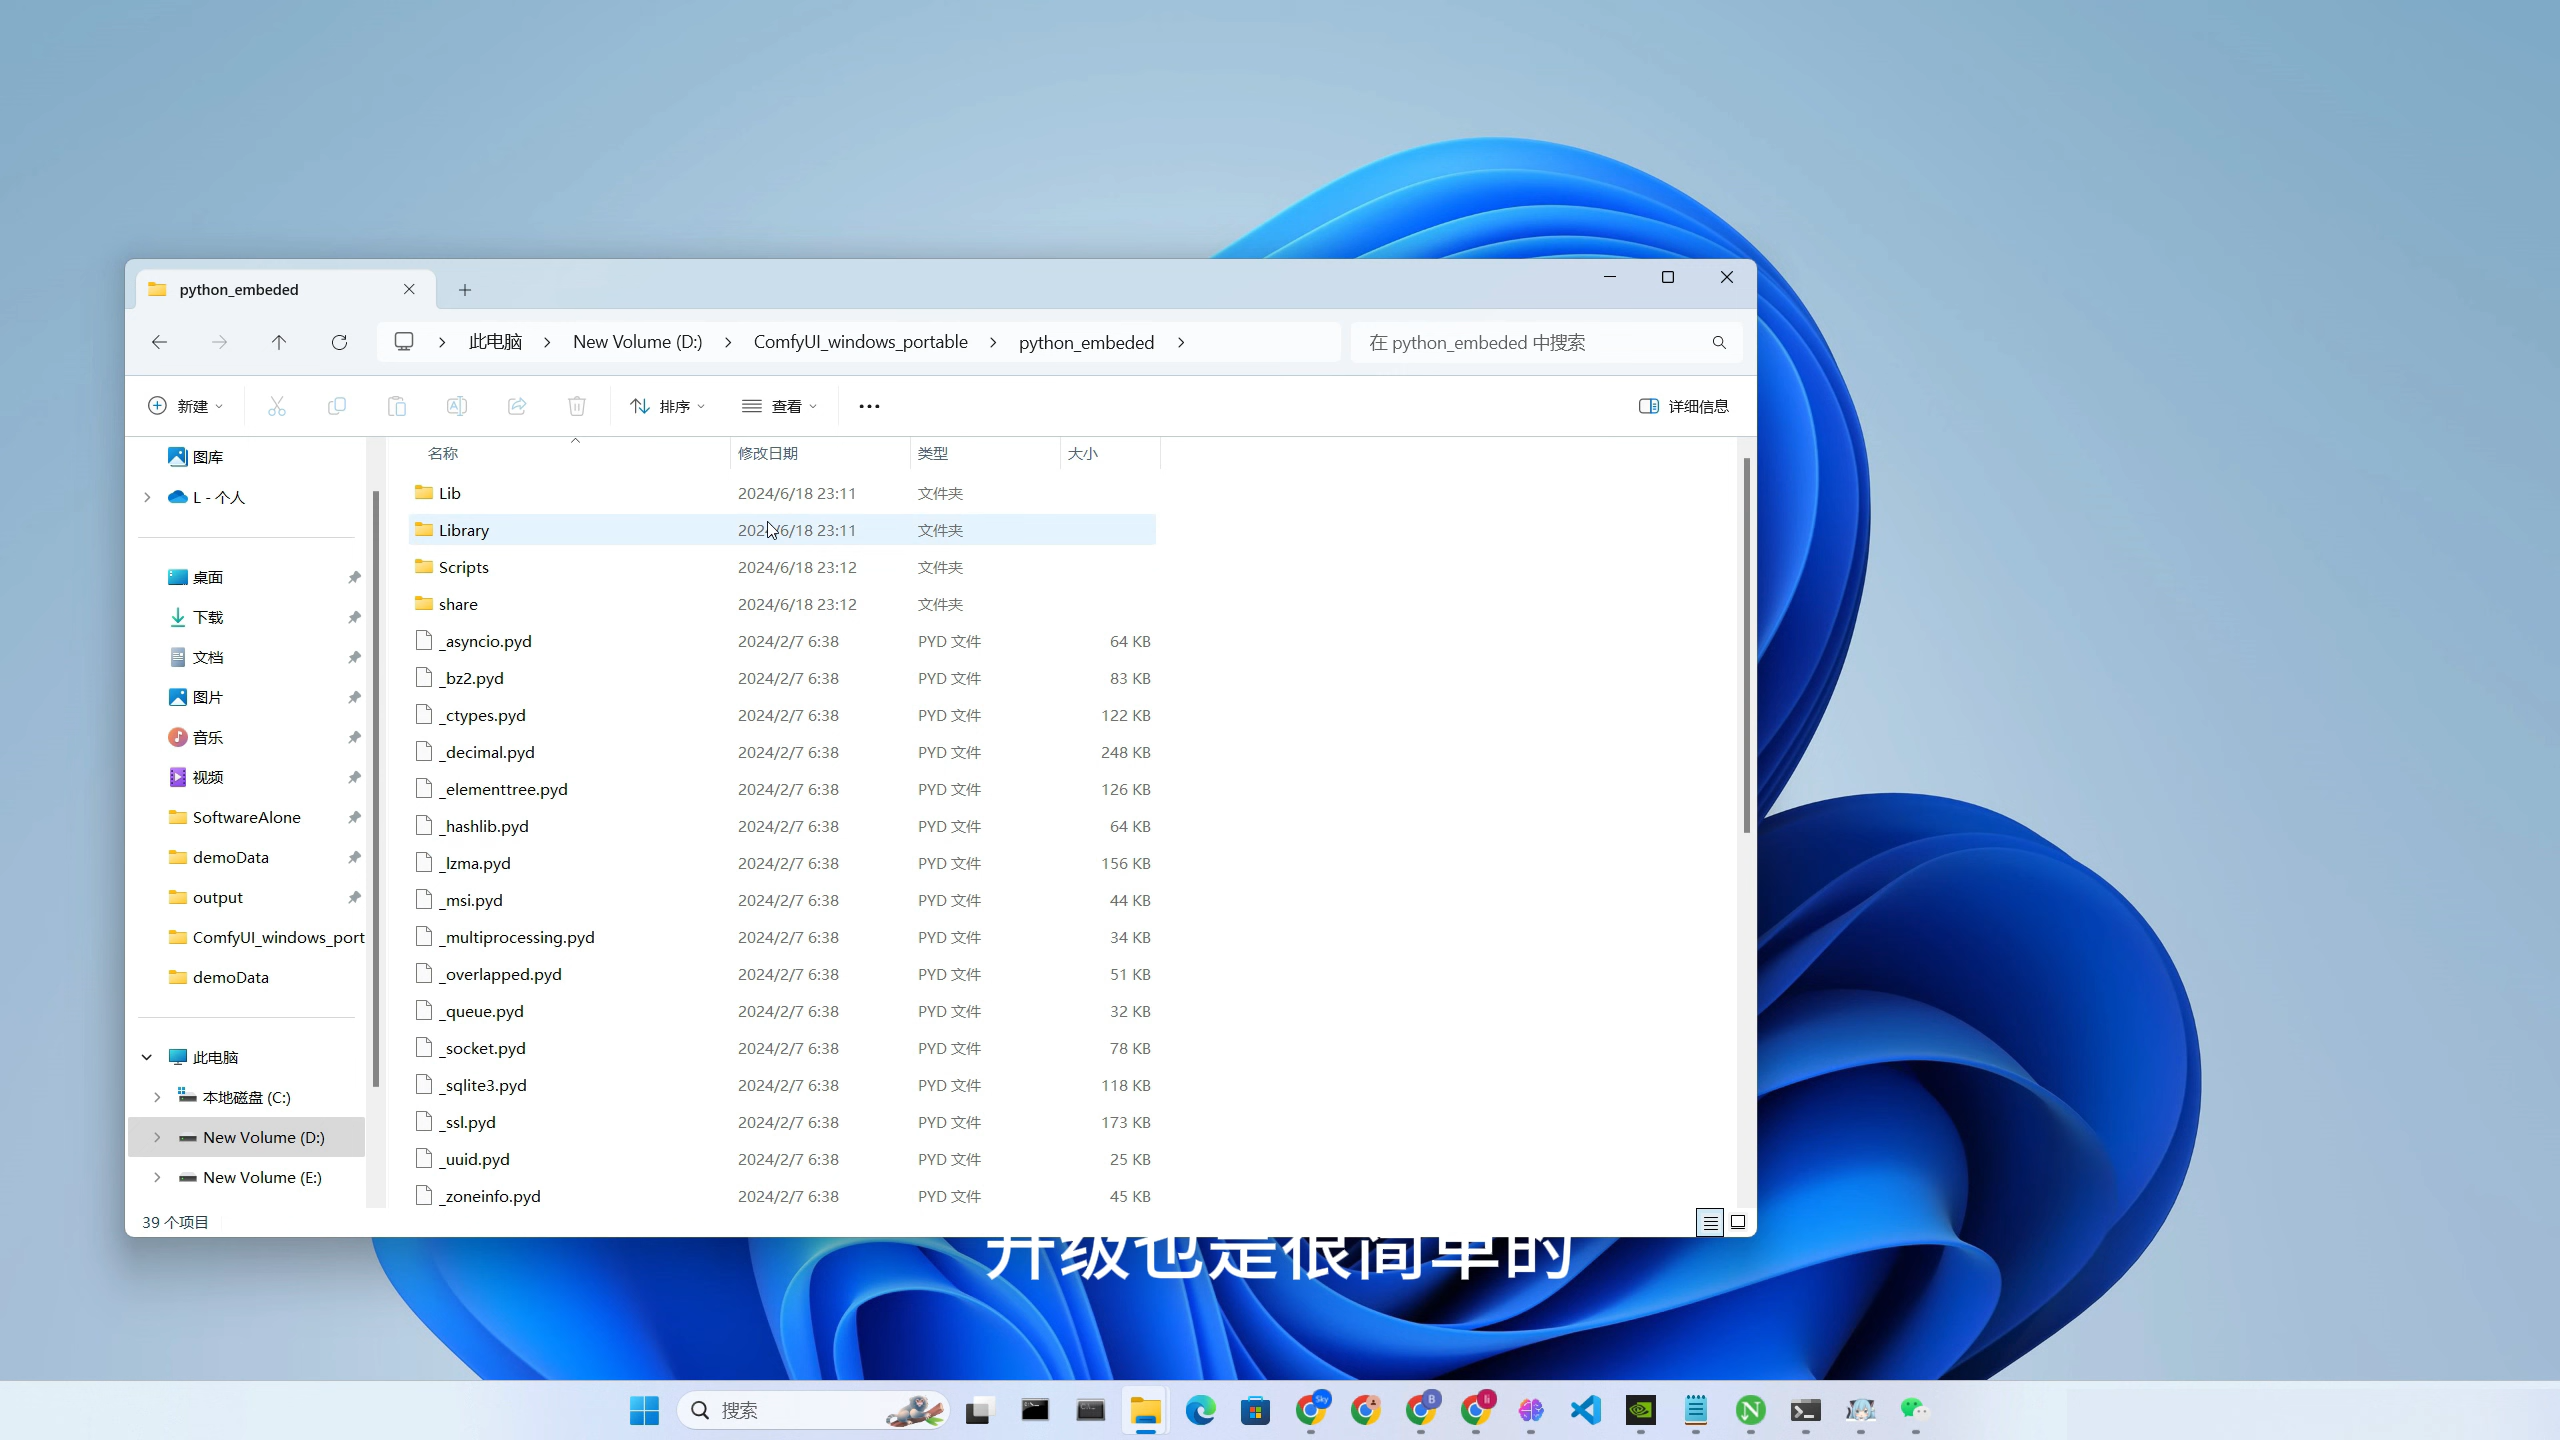 python_embeded
此电脑 New Volume (D:) ComfyUI_windows_portable python_embeded
在 python_embeded 中搜索
新建 排序 查看 详细信息
图库
L - 个人
桌面
下载
文档
图片
音乐
视频
SoftwareAlone
demoData
output
ComfyUI_windows_port
demoData
此电脑
本地磁盘 (C:)
New Volume (D:)
New Volume (E:)
名称 修改日期 类型 大小
Lib 2024/6/18 23:11 文件夹
Library 2024/6/18 23:11 文件夹
Scripts 2024/6/18 23:12 文件夹
share 2024/6/18 23:12 文件夹
_asyncio.pyd 2024/2/7 6:38 PYD 文件 64 KB
_bz2.pyd 2024/2/7 6:38 PYD 文件 83 KB
_ctypes.pyd 2024/2/7 6:38 PYD 文件 122 KB
_decimal.pyd 2024/2/7 6:38 PYD 文件 248 KB
_elementtree.pyd 2024/2/7 6:38 PYD 文件 126 KB
_hashlib.pyd 2024/2/7 6:38 PYD 文件 64 KB
_lzma.pyd 2024/2/7 6:38 PYD 文件 156 KB
_msi.pyd 2024/2/7 6:38 PYD 文件 44 KB
_multiprocessing.pyd 2024/2/7 6:38 PYD 文件 34 KB
_overlapped.pyd 2024/2/7 6:38 PYD 文件 51 KB
_queue.pyd 2024/2/7 6:38 PYD 文件 32 KB
_socket.pyd 2024/2/7 6:38 PYD 文件 78 KB
_sqlite3.pyd 2024/2/7 6:38 PYD 文件 118 KB
_ssl.pyd 2024/2/7 6:38 PYD 文件 173 KB
_uuid.pyd 2024/2/7 6:38 PYD 文件 25 KB
_zoneinfo.pyd 2024/2/7 6:38 PYD 文件 45 KB
39 个项目
升级也是很简单的
搜索
Sky
B
li